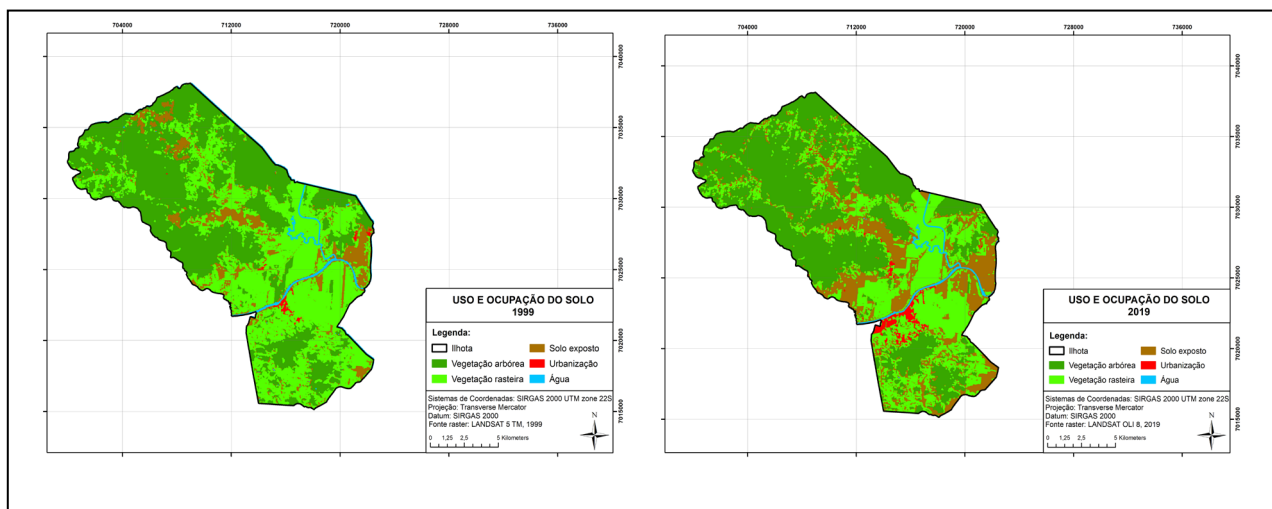 704000 712000 720000 728000 736000
7040000
7035000
7030000
7025000
7020000
7015000
USO E OCUPAÇÃO DO SOLO
1999
Legenda:
Ilhota Solo exposto
Vegetação arbórea Urbanização
Vegetação rasteira Água
Sistemas de Coordenadas: SIRGAS 2000 UTM zone 22S
Projeção: Transverse Mercator
Datum: SIRGAS 2000
Fonte raster: LANDSAT 5 TM, 1999
N
0 1,25 2,5 5 Kilometers
704000 712000 720000 728000 736000
7040000
7035000
7030000
7025000
7020000
7015000
USO E OCUPAÇÃO DO SOLO
2019
Legenda:
Ilhota Solo exposto
Vegetação arbórea Urbanização
Vegetação rasteira Água
Sistemas de Coordenadas: SIRGAS 2000 UTM zone 22S
Projeção: Transverse Mercator
Datum: SIRGAS 2000
Fonte raster: LANDSAT OLI 8, 2019
N
0 1,25 2,5 5 Kilometers